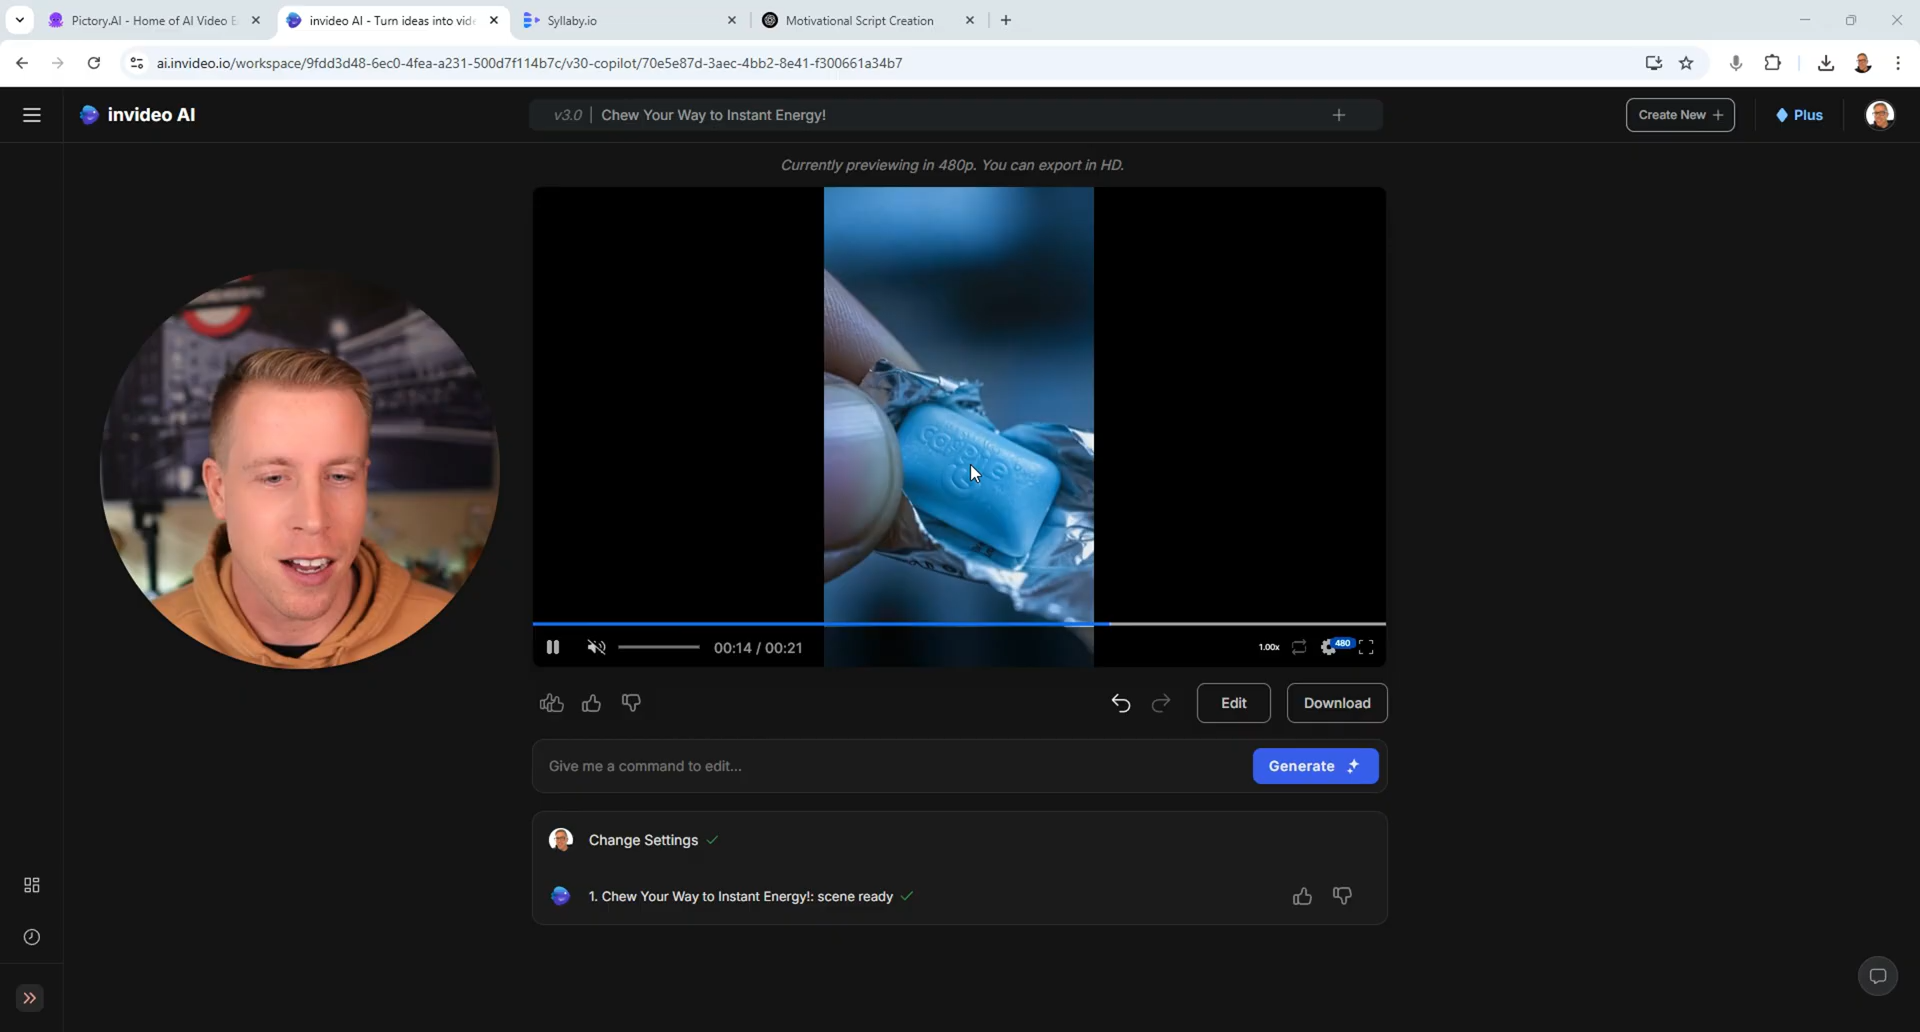 Pictory.AI - Home of AI Video E
invideo AI - Turn ideas into vide
Syllaby.io
Motivational Script Creation
ai.invideo.io/workspace/9fdd3d48-6ec0-4fea-a231-500d7f114b7c/v30-copilot/70e5e87d-3aec-4bb2-8e41-f300661a34b7
invideo AI
v3.0 | Chew Your Way to Instant Energy!
Create New
Plus
Currently previewing in 480p. You can export in HD.
00:14 / 00:21
1.00x
480
Edit
Download
Give me a command to edit...
Generate
Change Settings
1. Chew Your Way to Instant Energy!: scene ready